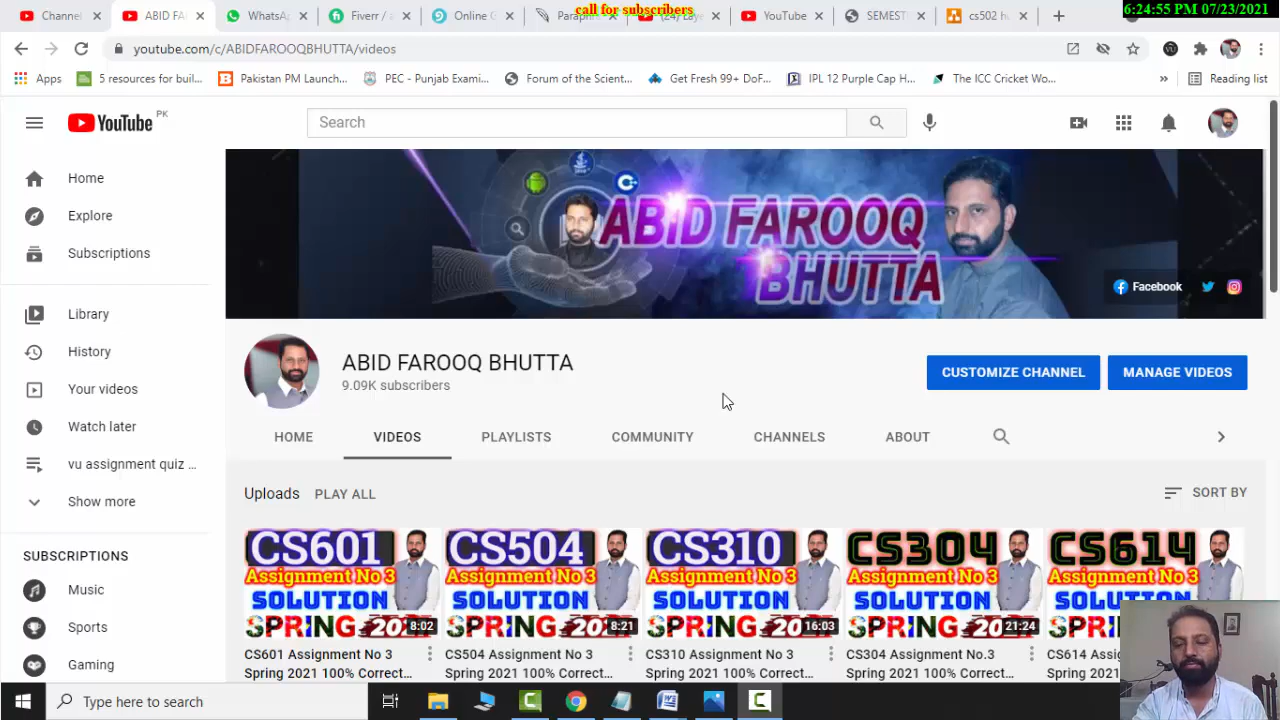 call for subscribers
6:24:55 PM 07/23/2021
Channel
ABID FA
WhatsA
Fiverr / a
Online G
Paraphr
YouTube
SEMEST
cs502 h
youtube.com/c/ABIDFAROOQBHUTTA/videos
Apps
5 resources for buil...
Pakistan PM Launch...
PEC - Punjab Exami...
Forum of the Scient...
Get Fresh 59+ DoF...
IPL 12 Purple Cap H...
The ICC Cricket Wo...
»
Reading list
YouTube PK
Search
Home
Explore
Subscriptions
Library
History
Your videos
Watch later
vu assignment quiz ...
Show more
SUBSCRIPTIONS
Music
Sports
Gaming
ABID FAROOQ
BHUTTA
Facebook
ABID FAROOQ BHUTTA
9.09K subscribers
CUSTOMIZE CHANNEL
MANAGE VIDEOS
HOME
VIDEOS
PLAYLISTS
COMMUNITY
CHANNELS
ABOUT
Uploads
PLAY ALL
SORT BY
CS601
Assignment No 3
SOLUTION
SPRING 202
8:02
CS504
Assignment No 3
SOLUTION
SPRING 202
8:21
CS310
Assignment No 3
SOLUTION
SPRING 202
16:03
CS304
Assignment No 3
SOLUTION
SPRING 202
21:24
CS614
Assignment No 3
SOLUTION
SPRING
CS601 Assignment No 3
Spring 2021 100% Correct...
CS504 Assignment No.3
Spring 2021 100% Correct...
CS310 Assignment No 3
Spring 2021 100% Correct...
CS304 Assignment No 3
Spring 2021 100% Correct...
CS614 Assig
Spring 2021
Type here to search